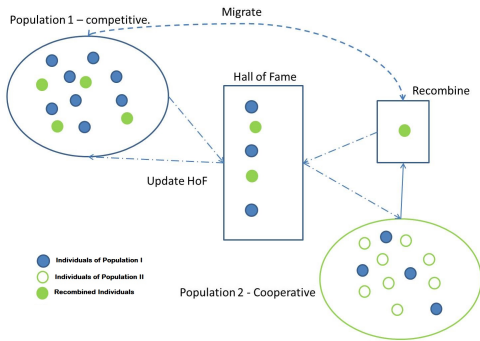 Population 1 – competitive.
Migrate
Hall of Fame
Recombine
Update HoF
Individuals of Population I
Individuals of Population II
Recombined Individuals
Population 2 - Cooperative